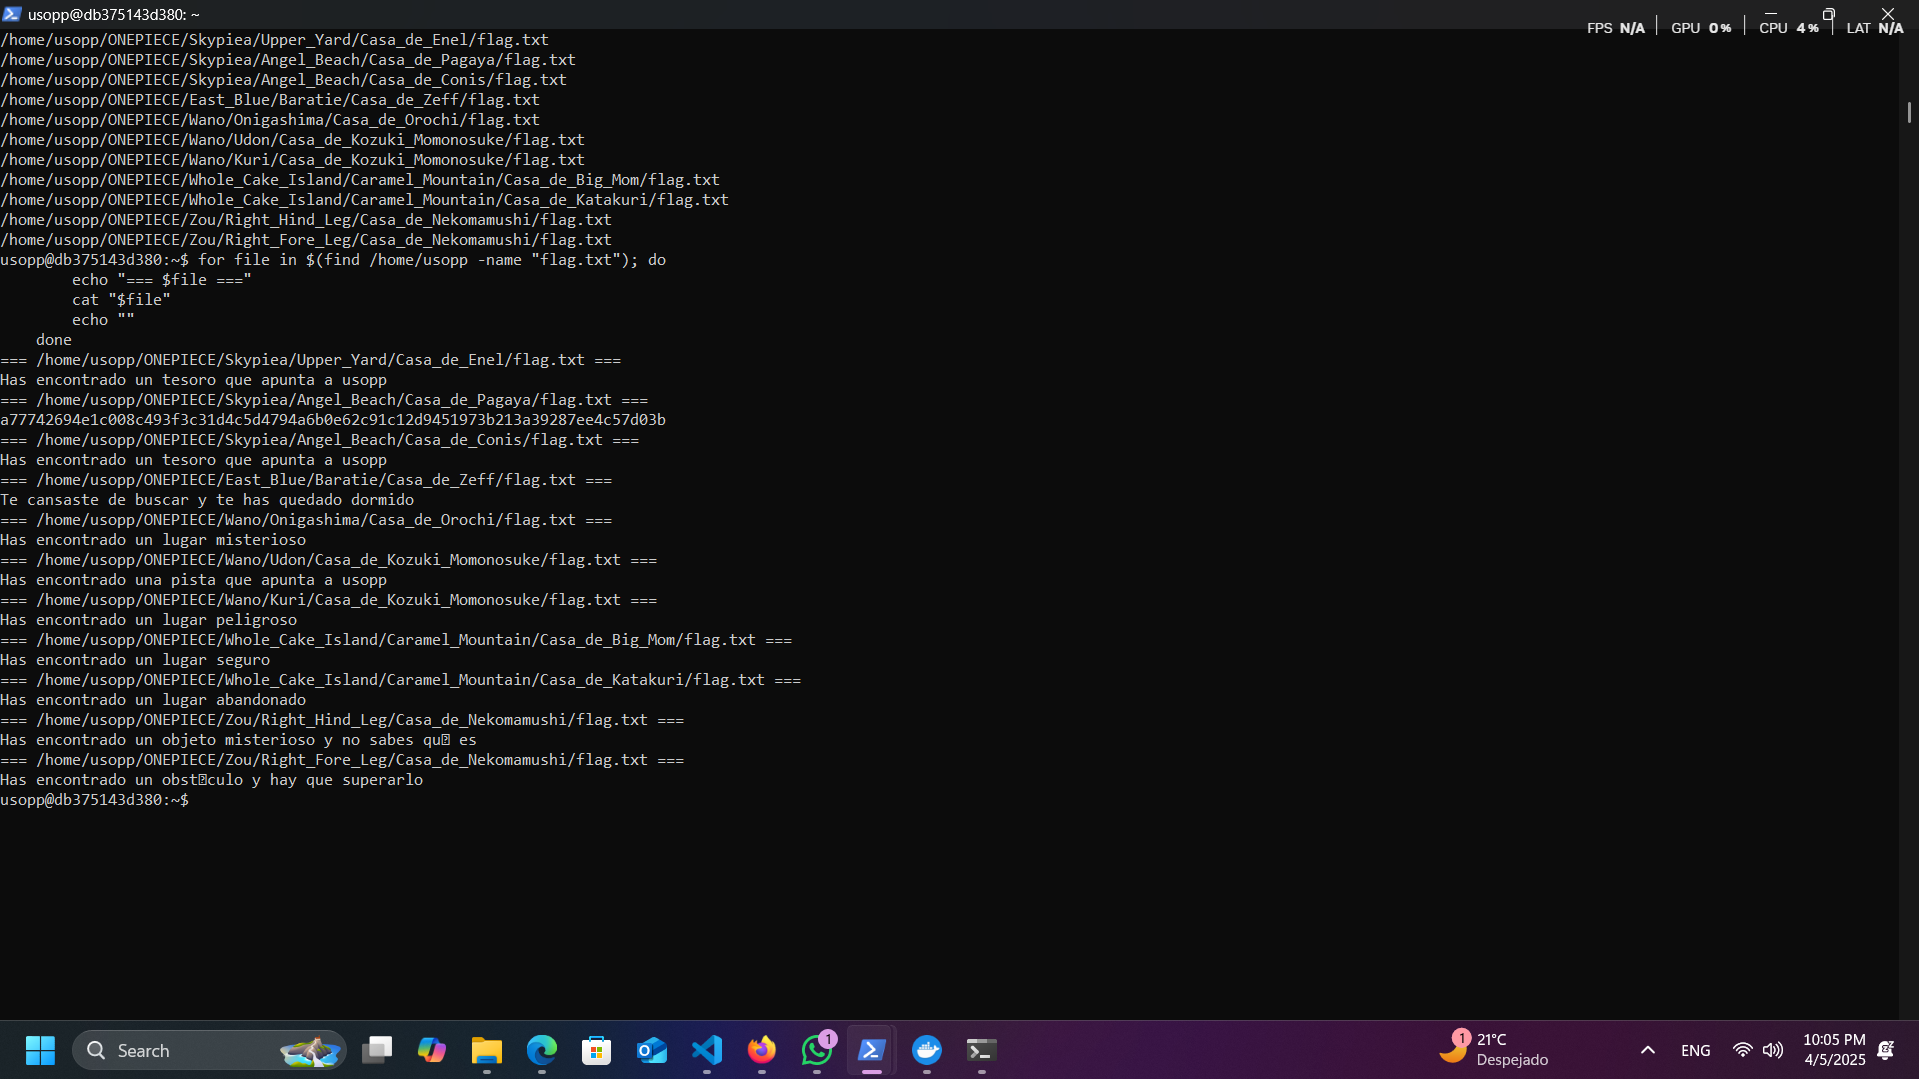 usopp@db375143d380: ~
FPS N/A GPU 0% CPU 4% LAT N/A
/home/usopp/ONEPIECE/Skypiea/Upper_Yard/Casa_de_Enel/flag.txt
/home/usopp/ONEPIECE/Skypiea/Angel_Beach/Casa_de_Pagaya/flag.txt
/home/usopp/ONEPIECE/Skypiea/Angel_Beach/Casa_de_Conis/flag.txt
/home/usopp/ONEPIECE/East_Blue/Baratie/Casa_de_Zeff/flag.txt
/home/usopp/ONEPIECE/Wano/Onigashima/Casa_de_Orochi/flag.txt
/home/usopp/ONEPIECE/Wano/Udon/Casa_de_Kozuki_Momonosuke/flag.txt
/home/usopp/ONEPIECE/Wano/Kuri/Casa_de_Kozuki_Momonosuke/flag.txt
/home/usopp/ONEPIECE/Whole_Cake_Island/Caramel_Mountain/Casa_de_Big_Mom/flag.txt
/home/usopp/ONEPIECE/Whole_Cake_Island/Caramel_Mountain/Casa_de_Katakuri/flag.txt
/home/usopp/ONEPIECE/Zou/Right_Hind_Leg/Casa_de_Nekomamushi/flag.txt
/home/usopp/ONEPIECE/Zou/Right_Fore_Leg/Casa_de_Nekomamushi/flag.txt
usopp@db375143d380:~$ for file in $(find /home/usopp -name "flag.txt"); do
echo "=== $file ==="
cat "$file"
echo ""
done
=== /home/usopp/ONEPIECE/Skypiea/Upper_Yard/Casa_de_Enel/flag.txt ===
Has encontrado un tesoro que apunta a usopp
=== /home/usopp/ONEPIECE/Skypiea/Angel_Beach/Casa_de_Pagaya/flag.txt ===
a77742694e1c008c493f3c31d4c5d4794a6b0e62c91c12d9451973b213a39287ee4c57d03b
=== /home/usopp/ONEPIECE/Skypiea/Angel_Beach/Casa_de_Conis/flag.txt ===
Has encontrado un tesoro que apunta a usopp
=== /home/usopp/ONEPIECE/East_Blue/Baratie/Casa_de_Zeff/flag.txt ===
Te cansaste de buscar y te has quedado dormido
=== /home/usopp/ONEPIECE/Wano/Onigashima/Casa_de_Orochi/flag.txt ===
Has encontrado un lugar misterioso
=== /home/usopp/ONEPIECE/Wano/Udon/Casa_de_Kozuki_Momonosuke/flag.txt ===
Has encontrado una pista que apunta a usopp
=== /home/usopp/ONEPIECE/Wano/Kuri/Casa_de_Kozuki_Momonosuke/flag.txt ===
Has encontrado un lugar peligroso
=== /home/usopp/ONEPIECE/Whole_Cake_Island/Caramel_Mountain/Casa_de_Big_Mom/flag.txt ===
Has encontrado un lugar seguro
=== /home/usopp/ONEPIECE/Whole_Cake_Island/Caramel_Mountain/Casa_de_Katakuri/flag.txt ===
Has encontrado un lugar abandonado
=== /home/usopp/ONEPIECE/Zou/Right_Hind_Leg/Casa_de_Nekomamushi/flag.txt ===
Has encontrado un objeto misterioso y no sabes qu� es
=== /home/usopp/ONEPIECE/Zou/Right_Fore_Leg/Casa_de_Nekomamushi/flag.txt ===
Has encontrado un obst�culo y hay que superarlo
usopp@db375143d380:~$
Search
1
1
21°C
Despejado
ENG
10:05 PM
4/5/2025